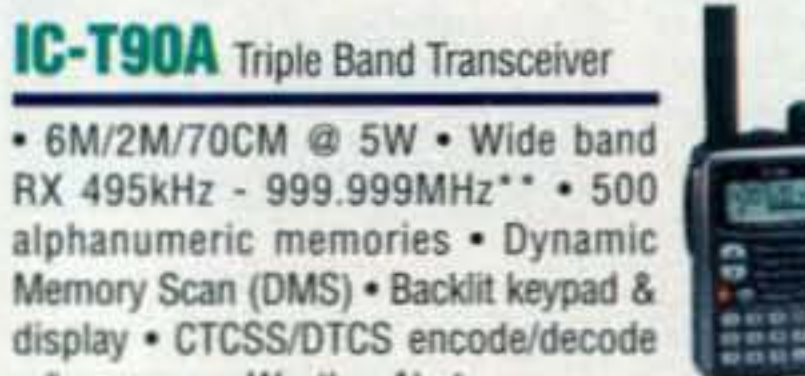 IC-T90A Triple Band Transceiver
• 6M/2M/70CM @ 5W • Wide band
RX 495kHz - 999.999MHz** • 500
alphanumeric memories • Dynamic
Memory Scan (DMS) • Backlit keypad &
display • CTCSS/DTCS encode/decode